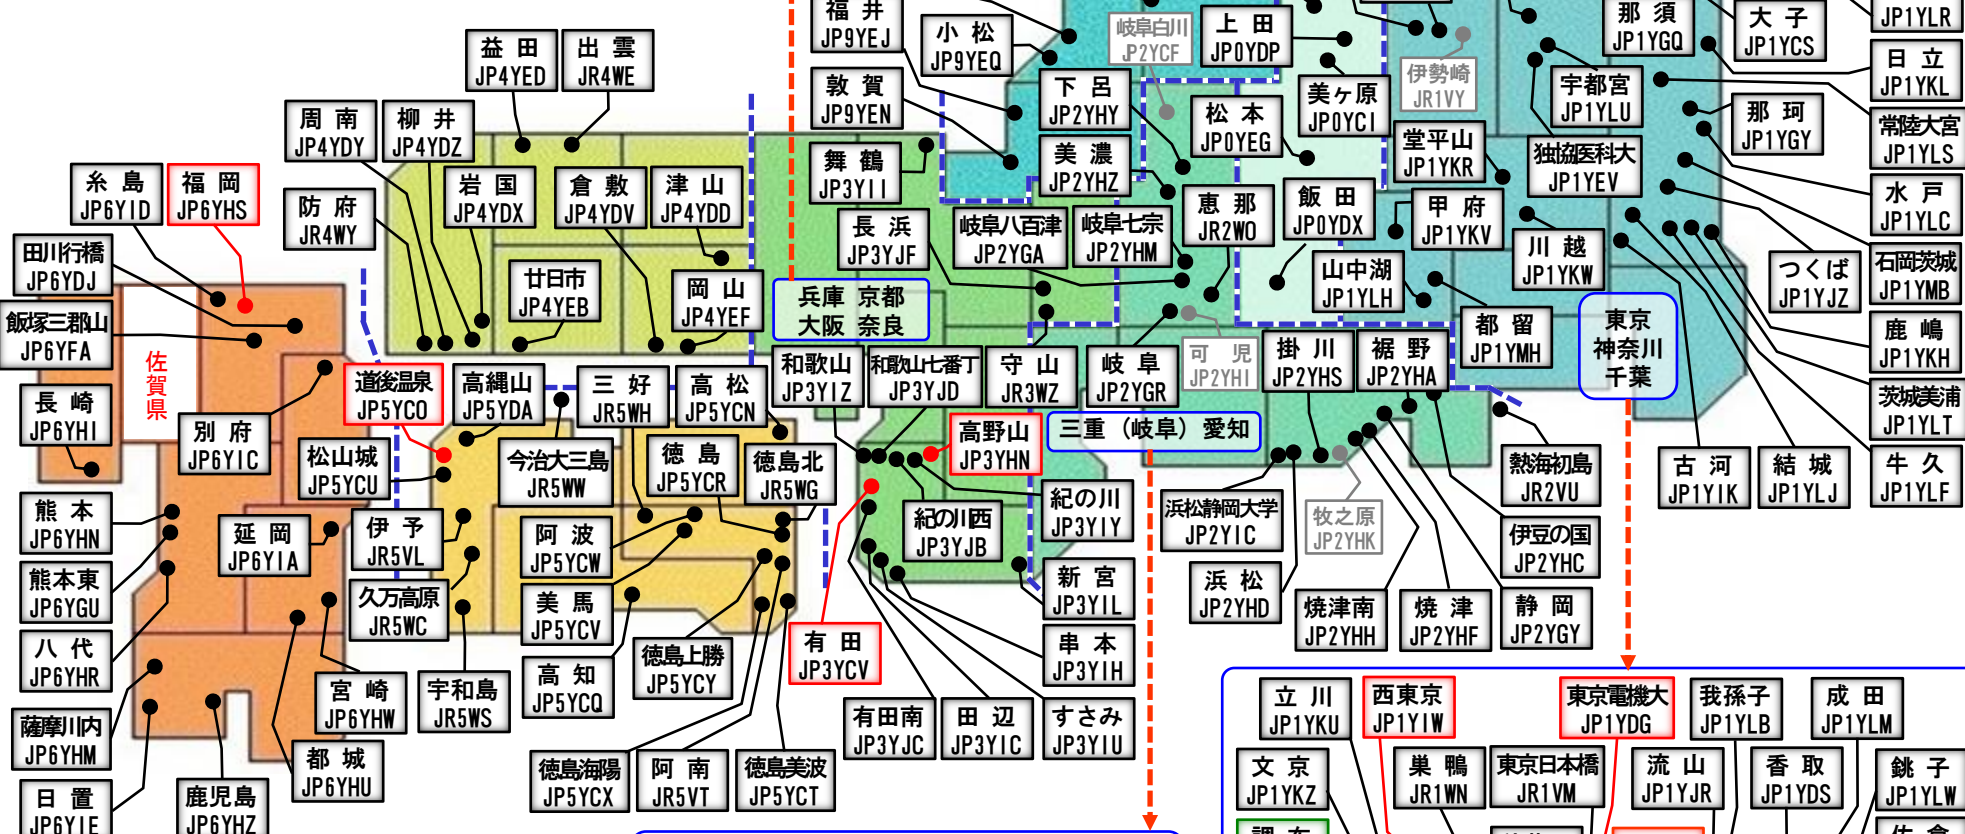 福井
JP9YEJ
小松
JP9YEQ
岐阜白川
JP2YCF
上田
JP0YDP
那須
JP1YGQ
大子
JP1YCS
JP1YLR
益田
JP4YED
出雲
JR4WE
敦賀
JP9YEN
下呂
JP2YHY
松本
JP0YEG
美ヶ原
JP0YCI
伊勢崎
JR1VY
宇都宮
JP1YLU
日立
JP1YKL
那珂
JP1YGY
常陸大宮
JP1YLS
周南
JP4YDY
柳井
JP4YDZ
舞鶴
JP3YII
美濃
JP2YHZ
堂平山
JP1YKR
独協医科大
JP1YEV
糸島
JP6YID
福岡
JP6YHS
防府
JR4WY
岩国
JP4YDX
倉敷
JP4YDV
津山
JP4YDD
長浜
JP3YJF
岐阜八百津
JP2YGA
岐阜七宗
JP2YHM
恵那
JR2WO
飯田
JP0YDX
甲府
JP1YKV
川越
JP1YKW
水戸
JP1YLC
田川行橋
JP6YDJ
廿日市
JP4YEB
岡山
JP4YEF
兵庫 京都
大阪 奈良
山中湖
JP1YLH
つくば
JP1YJZ
石岡茨城
JP1YMB
飯塚三郡山
JP6YFA
佐賀県
都留
JP1YMH
東京
神奈川
千葉
鹿嶋
JP1YKH
道後温泉
JP5YCO
高縄山
JP5YDA
三好
JR5WH
高松
JP5YCN
和歌山
JP3YIZ
和歌山七番丁
JP3YJD
守山
JR3WZ
岐阜
JP2YGR
可児
JP2YHI
掛川
JP2YHS
裾野
JP2YHA
茨城美浦
JP1YLT
長崎
JP6YHI
別府
JP6YIC
松山城
JP5YCU
今治大三島
JR5WW
徳島
JP5YCR
徳島北
JR5WG
高野山
JP3YHN
三重（岐阜）愛知
熱海初島
JR2VU
古河
JP1YIK
結城
JP1YLJ
牛久
JP1YLF
熊本
JP6YHN
延岡
JP6YIA
伊予
JR5VL
阿波
JP5YCW
紀の川西
JP3YJB
紀の川
JP3YIY
浜松静岡大学
JP2YIC
牧之原
JP2YHK
伊豆の国
JP2YHC
熊本東
JP6YGU
久万高原
JR5WC
美馬
JP5YCV
新宮
JP3YIL
浜松
JP2YHD
焼津南
JP2YHH
焼津
JP2YHF
静岡
JP2YGY
八代
JP6YHR
宮崎
JP6YHW
宇和島
JR5WS
高知
JP5YCQ
徳島上勝
JP5YCY
有田
JP3YCV
串本
JP3YIH
薩摩川内
JP6YHM
都城
JP6YHU
有田南
JP3YJC
田辺
JP3YIC
すさみ
JP3YIU
立川
JP1YKU
西東京
JP1YIW
東京電機大
JP1YDG
我孫子
JP1YLB
成田
JP1YLM
日置
JP6YIE
鹿児島
JP6YHZ
徳島海陽
JP5YCX
阿南
JR5VT
徳島美波
JP5YCT
文京
JP1YKZ
巣鴨
JR1WN
東京日本橋
JR1VM
流山
JP1YJR
香取
JP1YDS
銚子
JP1YLW